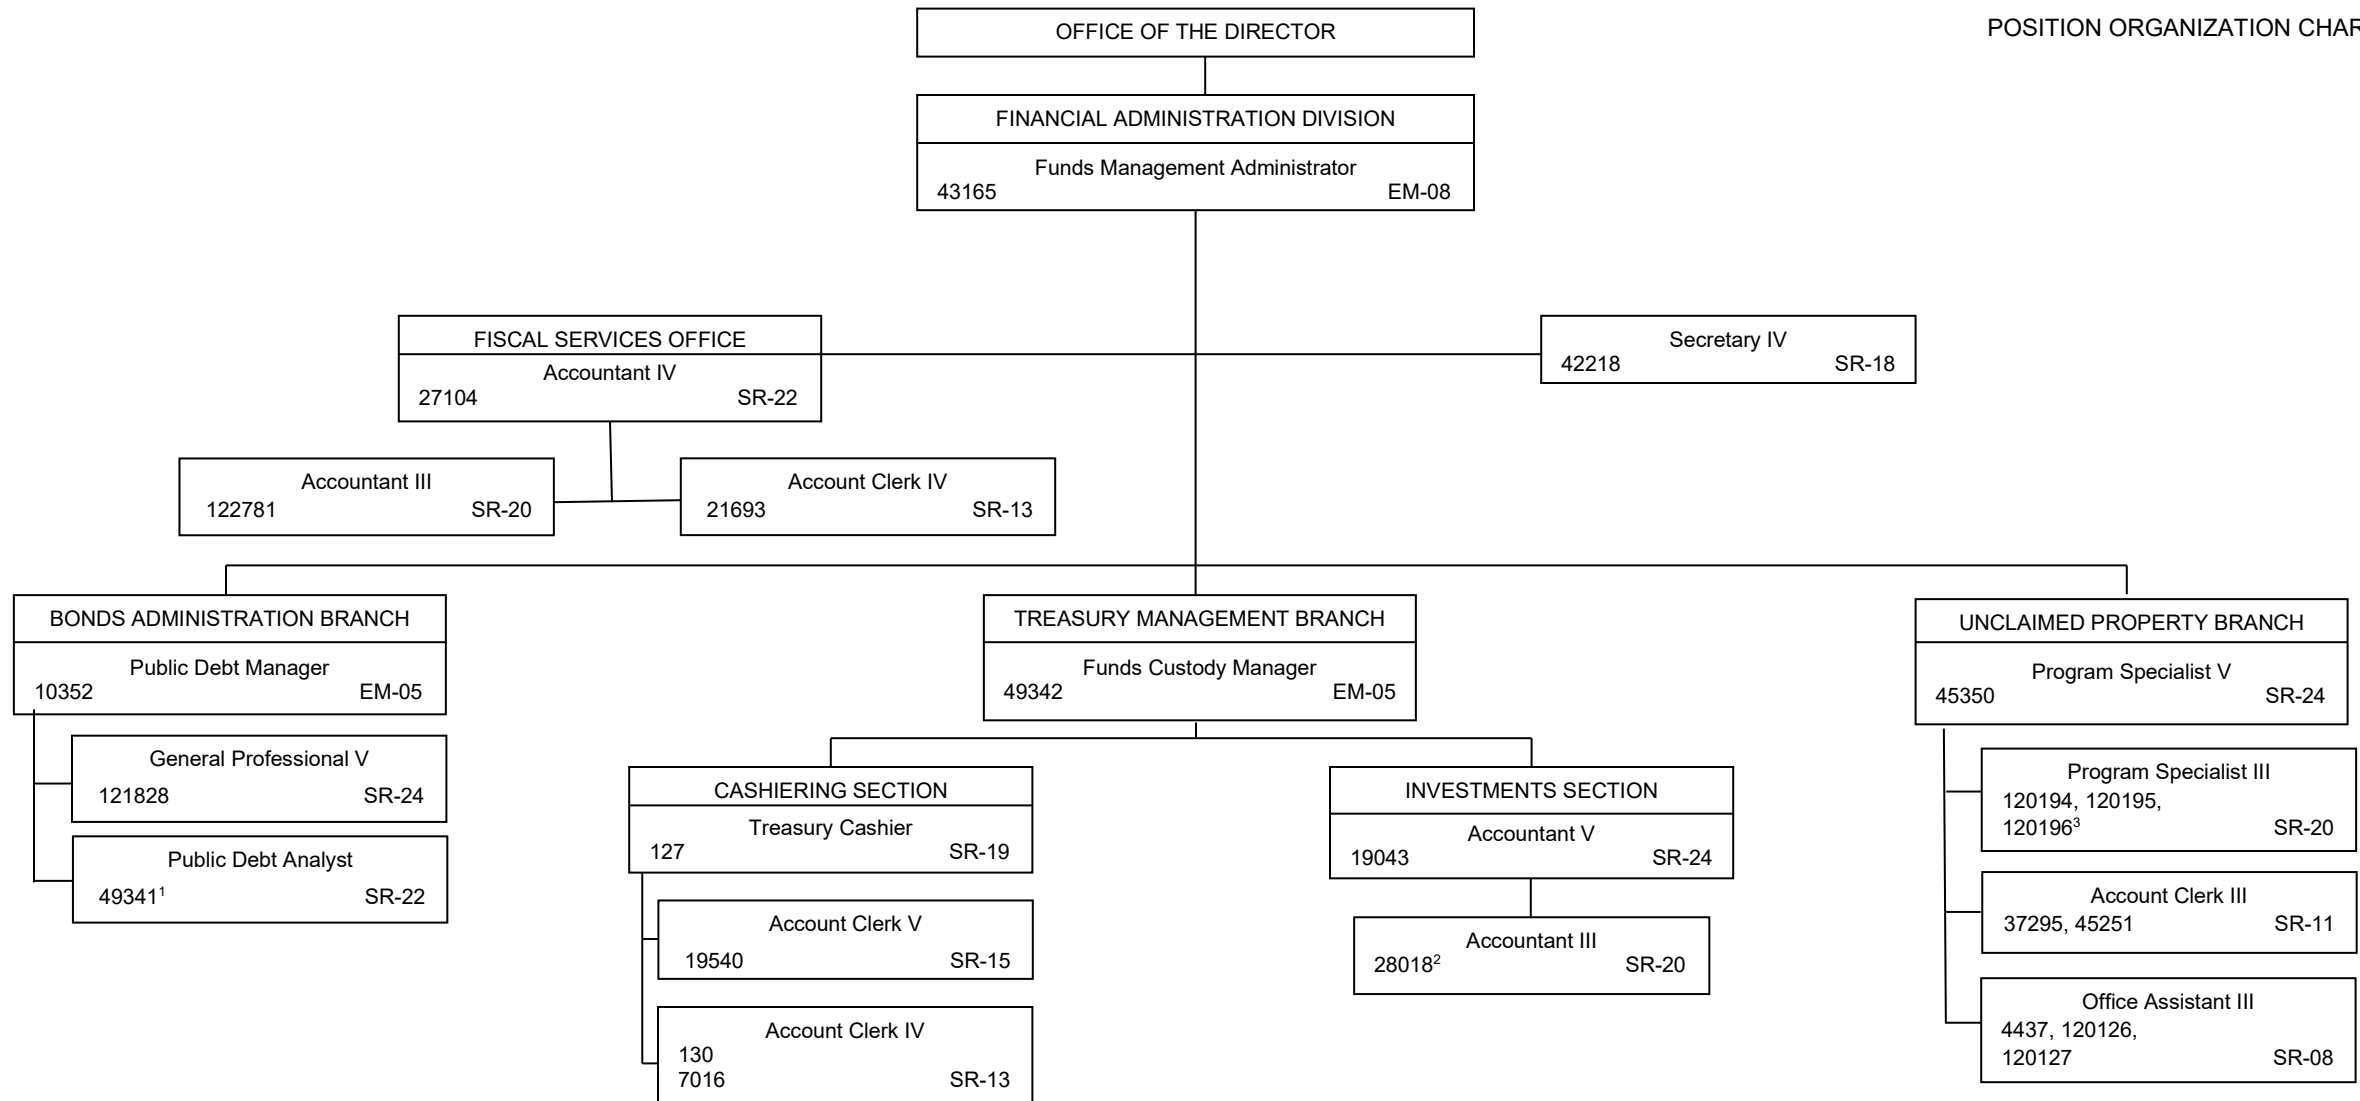 POSITION ORGANIZATION CHAR
OFFICE OF THE DIRECTOR
FINANCIAL ADMINISTRATION DIVISION
Funds Management Administrator
43165 EM-08
FISCAL SERVICES OFFICE
Accountant IV
27104 SR-22
Secretary IV
42218 SR-18
Accountant III
122781 SR-20
Account Clerk IV
21693 SR-13
BONDS ADMINISTRATION BRANCH
Public Debt Manager
10352 EM-05
General Professional V
121828 SR-24
Public Debt Analyst
49341¹ SR-22
TREASURY MANAGEMENT BRANCH
Funds Custody Manager
49342 EM-05
CASHIERING SECTION
Treasury Cashier
127 SR-19
Account Clerk V
19540 SR-15
Account Clerk IV
130
7016 SR-13
INVESTMENTS SECTION
Accountant V
19043 SR-24
Accountant III
28018² SR-20
UNCLAIMED PROPERTY BRANCH
Program Specialist V
45350 SR-24
Program Specialist III
120194, 120195,
120196³ SR-20
Account Clerk III
37295, 45251 SR-11
Office Assistant III
4437, 120126,
120127 SR-08